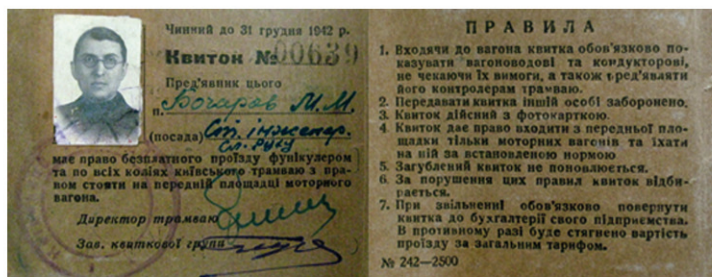 Чинний до 31 грудня 1942 р.
Квиток № 00639
Пред'явник цього
п. Бочаров М. М.
(посада) Ст. інженер.
Сл. Руху
має право безплатного проїзду фунікулером
та по всіх коліях київського трамваю з пра-
вом стояти на передній площадці моторного
вагона.
Директор трамваю
Зав. квиткової групи
ПРАВИЛА
1. Входячи до вагона квитка обов'язково по-
казувати вагоноводові та кондукторові,
не чекаючи їх вимоги, а також пред'являти
його контролерам трамваю.
2. Передавати квитка іншій особі заборонено.
3. Квиток дійсний з фотокарткою.
4. Квиток дає право входити з передньої пло-
щадки тільки моторних вагонів та їхати
на ній за встановленою нормою
5. Загублений квиток не поновлюється.
6. За порушення цих правил квиток відби-
рається.
7. При звільненні обов'язково повернути
квитка до бухгалтерії свого підприємства.
В противному разі буде стягнено вартість
проїзду за загальним тарифом.
№ 242—2500